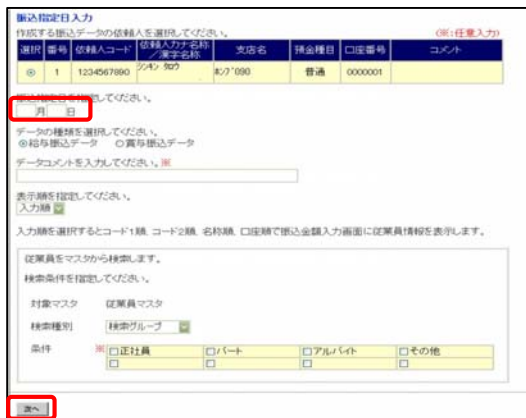 振込指定日入力
作成する振込データの依頼人を選択してください。 (※:任意入力)
選択 番号 依頼人コード 依頼人カナ名称/漢字名称 支店名 預金種目 口座番号 コメント
1 1234567890 シンキン タロウ ホンテン090 普通 0000001
振込指定日を指定してください。
月 日
データの種類を選択してください。
給与振込データ 賞与振込データ
データコメントを入力してください。※
表示順を指定してください。
入力順
入力順を選択するとコード1順、コード2順、名称順、口座順で振込金額入力画面に従業員情報を表示します。
従業員をマスタから検索します。
検索条件を指定してください。
対象マスタ 従業員マスタ
検索種別 検索グループ
条件 ※ 正社員 パート アルバイト その他
次へ